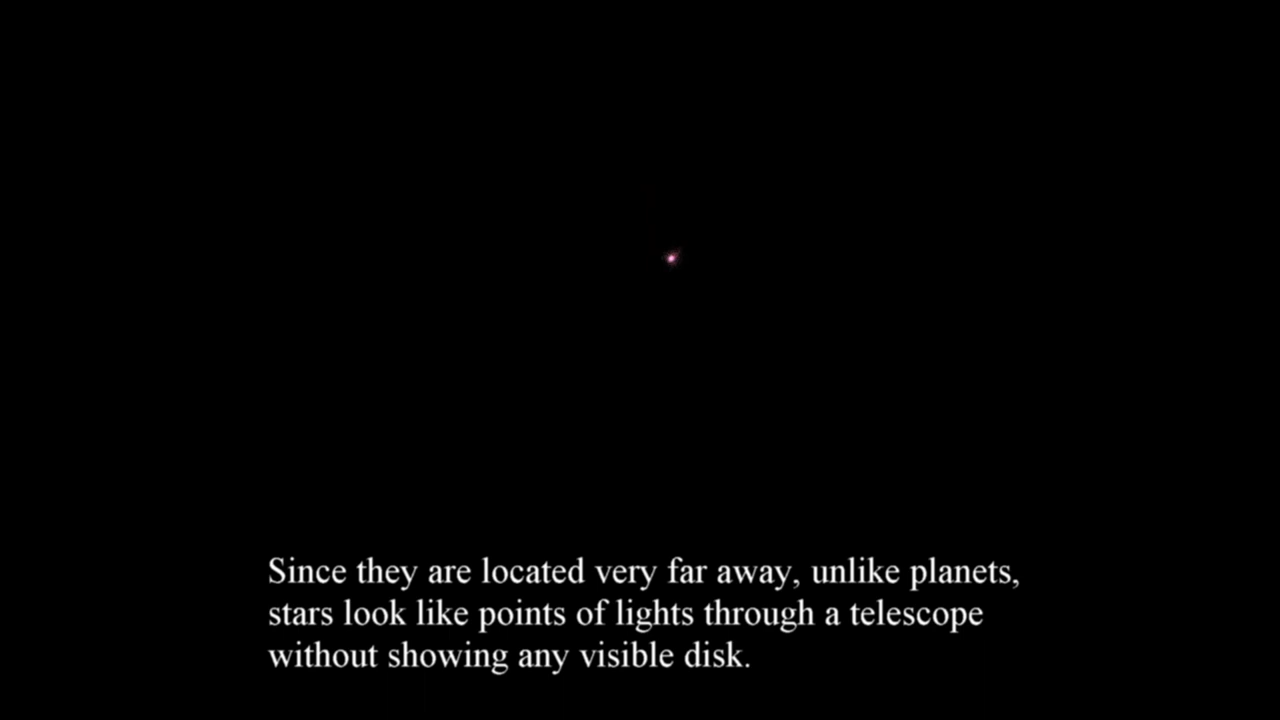 Since they are located very far away, unlike planets,
stars look like points of lights through a telescope
without showing any visible disk.